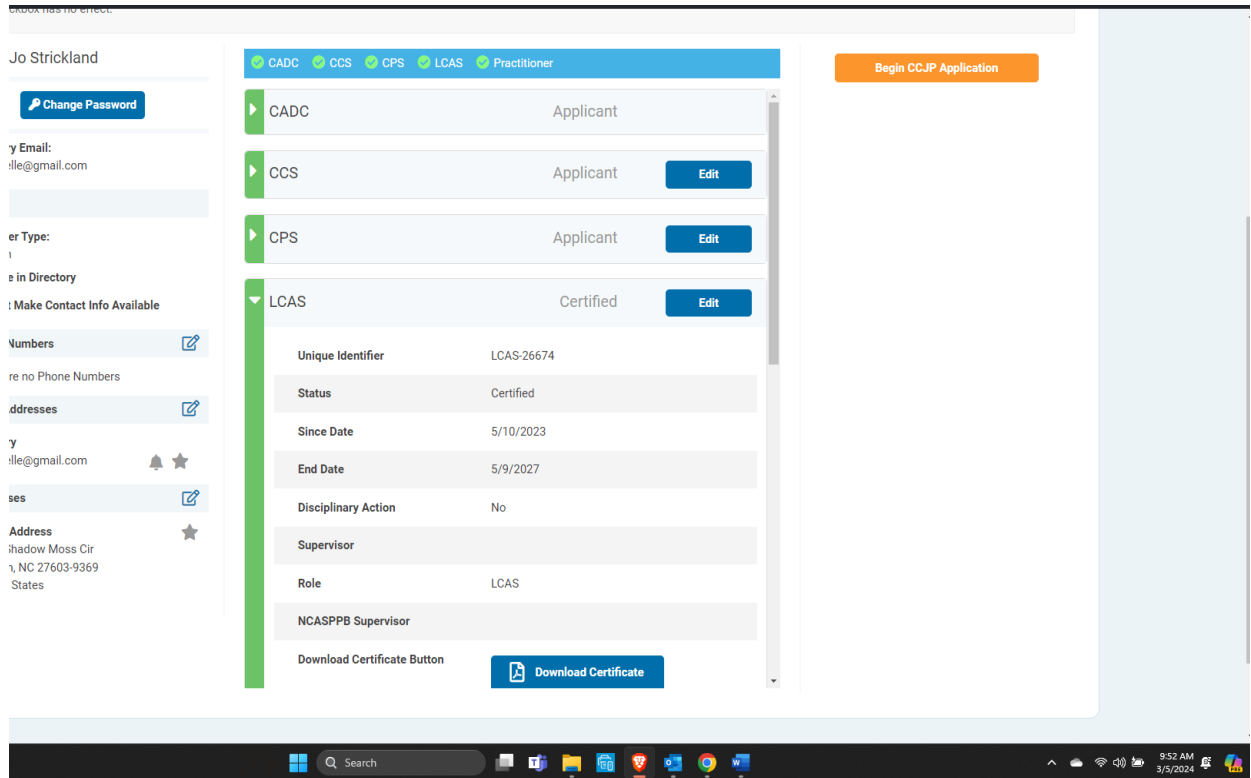 ckbox has no effect.
Jo Strickland
Change Password
ry Email:
elle@gmail.com
er Type:
e in Directory
t Make Contact Info Available
Numbers
re no Phone Numbers
ddresses
ry
elle@gmail.com
ses
Address
Shadow Moss Cir
n, NC 27603-9369
States
CADC CCS CPS LCAS Practitioner
CADC Applicant
CCS Applicant Edit
CPS Applicant Edit
LCAS Certified Edit
Unique Identifier LCAS-26674
Status Certified
Since Date 5/10/2023
End Date 5/9/2027
Disciplinary Action No
Supervisor
Role LCAS
NCASPPB Supervisor
Download Certificate Button Download Certificate
Begin CCJP Application
Search
9:52 AM
3/5/2024